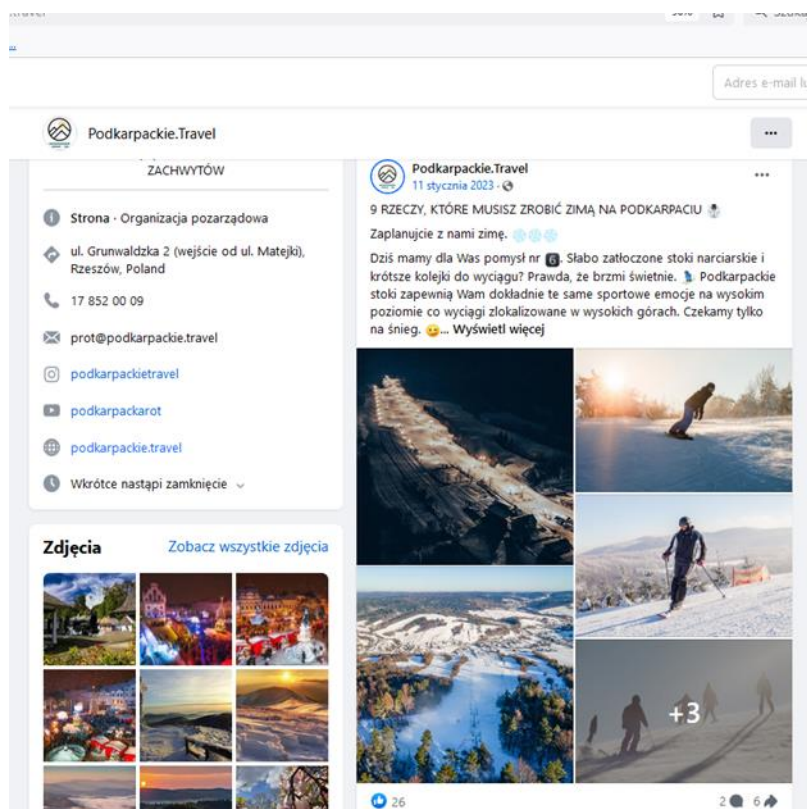 Adres e-mail lu
Podkarpackie.Travel
ZACHWYTÓW
Strona · Organizacja pozarządowa
ul. Grunwaldzka 2 (wejście od ul. Matejki),
Rzeszów, Poland
17 852 00 09
prot@podkarpackie.travel
podkarpackietravel
podkarpackarot
podkarpackie.travel
Wkrótce nastąpi zamknięcie
Zdjęcia
Zobacz wszystkie zdjęcia
Podkarpackie.Travel
11 stycznia 2023 ·
9 RZECZY, KTÓRE MUSISZ ZROBIĆ ZIMĄ NA PODKARPACIU ☃
Zaplanujcie z nami zimę. ❄❄❄
Dziś mamy dla Was pomysł nr 6️⃣. Słabo zatłoczone stoki narciarskie i
krótsze kolejki do wyciągu? Prawda, że brzmi świetnie. 🏂 Podkarpackie
stoki zapewnią Wam dokładnie te same sportowe emocje na wysokim
poziomie co wyciągi zlokalizowane w wysokich górach. Czekamy tylko
na śnieg. 😉... Wyświetl więcej
+3
26
2 6